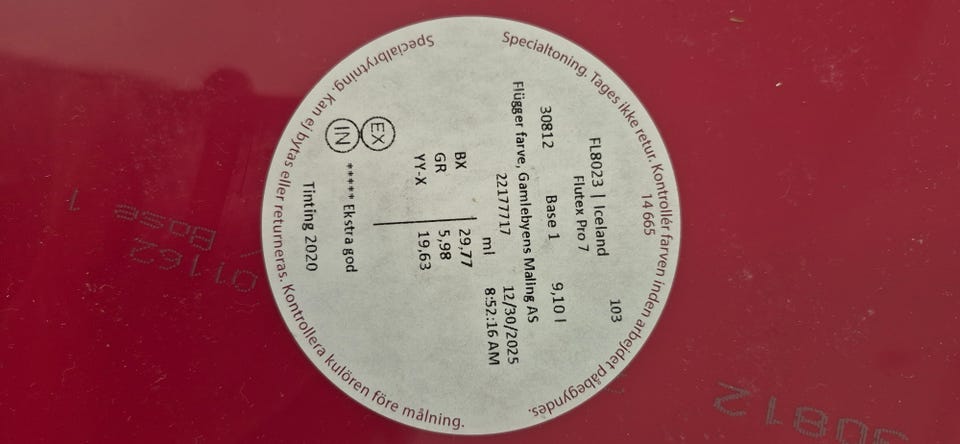 Specialtoning. Tages ikke retur. Kontrollér farven inden arbejdet påbegyndes.
14 665
103
FL8023 | Iceland
Flutex Pro 7
30812 Base 1 9,10 l
Flügger farve, Gamlebyens Maling AS
22177717 12/30/2025
8:52:16 AM
ml
BX 29,77
GR 5,98
YY-X 19,63
EX
IN
***** Ekstra god
Tinting 2020
Specialbrytning. Kan ej bytas eller returneras. Kontrollera kulören före målning.
Base 1